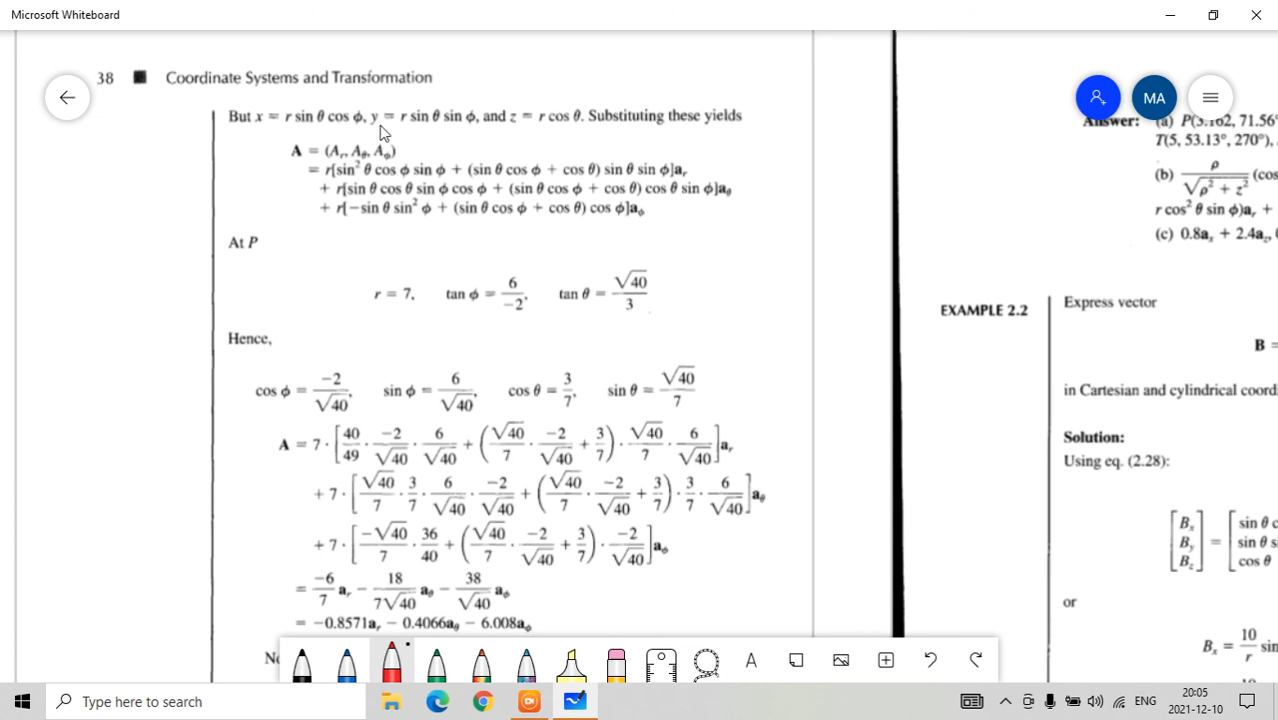 Microsoft Whiteboard
38 ■ Coordinate Systems and Transformation
But x = r sin θ cos ϕ, y = r sin θ sin ϕ, and z = r cos θ. Substituting these yields
A = (A_r, A_θ, A_ϕ)
= r[sin² θ cos ϕ sin ϕ + (sin θ cos ϕ + cos θ) sin θ sin ϕ]a_r
+ r[sin θ cos θ sin ϕ cos ϕ + (sin θ cos ϕ + cos θ) cos θ sin ϕ]a_θ
+ r[−sin θ sin² ϕ + (sin θ cos ϕ + cos θ) cos ϕ]a_ϕ
At P
r = 7, tan ϕ = 6/−2, tan θ = √40/3
Hence,
cos ϕ = −2/√40, sin ϕ = 6/√40, cos θ = 3/7, sin θ = √40/7
A = 7 · [40/49 · −2/√40 · 6/√40 + (√40/7 · −2/√40 + 3/7) · √40/7 · 6/√40]a_r
+ 7 · [√40/7 · 3/7 · 6/√40 · −2/√40 + (√40/7 · −2/√40 + 3/7) · 3/7 · 6/√40]a_θ
+ 7 · [−√40/7 · 36/40 + (√40/7 · −2/√40 + 3/7) · −2/√40]a_ϕ
= −6/7 a_r − 18/7√40 a_θ − 38/√40 a_ϕ
= −0.8571a_r − 0.4066a_θ − 6.008a_ϕ
MA
Answer: (a) P(3.162, 71.56°
T(5, 53.13°, 270°),
(b) ρ/√ρ² + z² (cos
r cos² θ sin ϕ)a_r +
(c) 0.8a_x + 2.4a_z,
EXAMPLE 2.2
Express vector
B =
in Cartesian and cylindrical coord
Solution:
Using eq. (2.28):
[B_x B_y B_z] = [sin θ c
sin θ s
cos θ
or
B_x = 10/r sin
A
Type here to search
ENG
20:05
2021-12-10